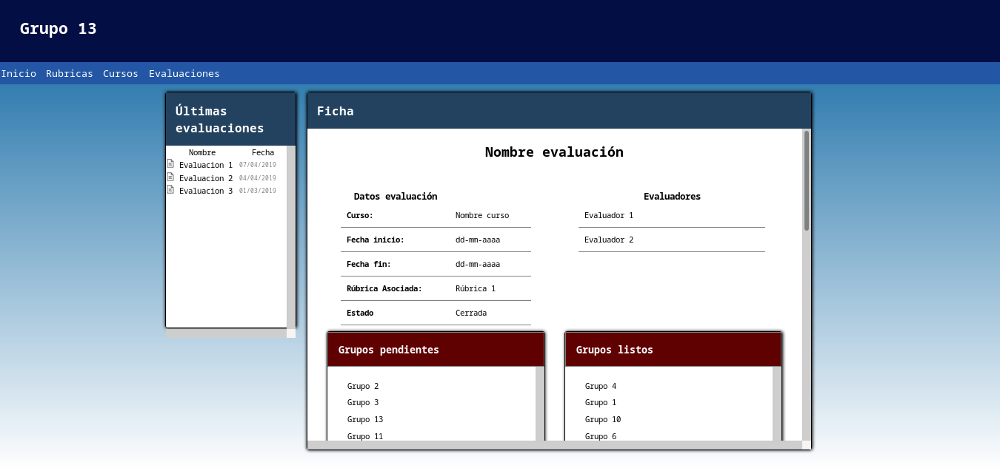 Grupo 13
Inicio Rubricas Cursos Evaluaciones
Últimas
evaluaciones
Nombre Fecha
Evaluacion 1 07/04/2019
Evaluacion 2 04/04/2019
Evaluacion 3 01/03/2019
Ficha
Nombre evaluación
Datos evaluación
Curso: Nombre curso
Fecha inicio: dd-mm-aaaa
Fecha fin: dd-mm-aaaa
Rúbrica Asociada: Rúbrica 1
Estado Cerrada
Evaluadores
Evaluador 1
Evaluador 2
Grupos pendientes
Grupo 2
Grupo 3
Grupo 13
Grupo 11
Grupos listos
Grupo 4
Grupo 1
Grupo 10
Grupo 6